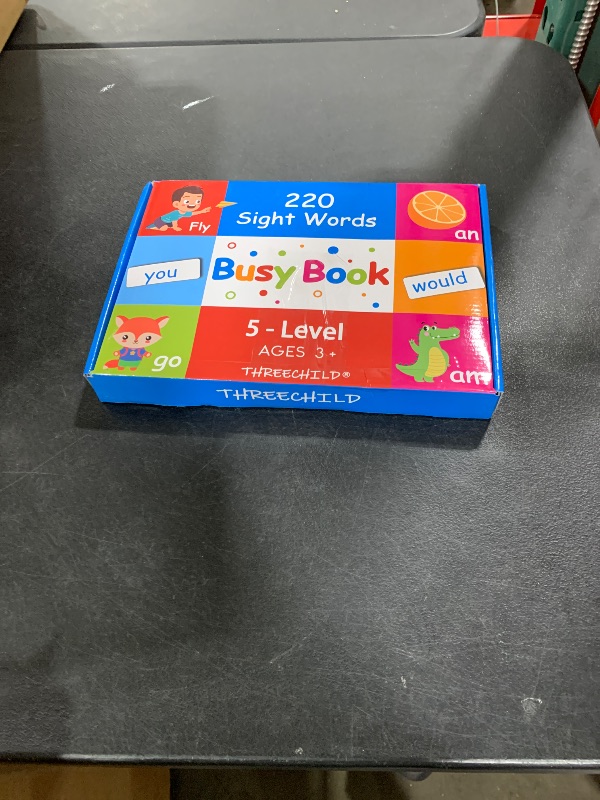 220
Sight Words
Fly
an
you
Busy Book
would
go
5 - Level
AGES 3+
THREECHILD®
am
THREECHILD